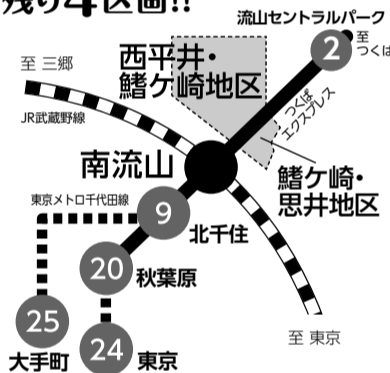 残り4区画!!
流山セントラルパーク
2
至
つくば
至 三郷
西平井・
鰭ケ崎地区
つくば
エクスプレス
JR武蔵野線
南流山
鰭ケ崎・
思井地区
東京メトロ千代田線
9
北千住
20
秋葉原
25
大手町
24
東京
至 東京